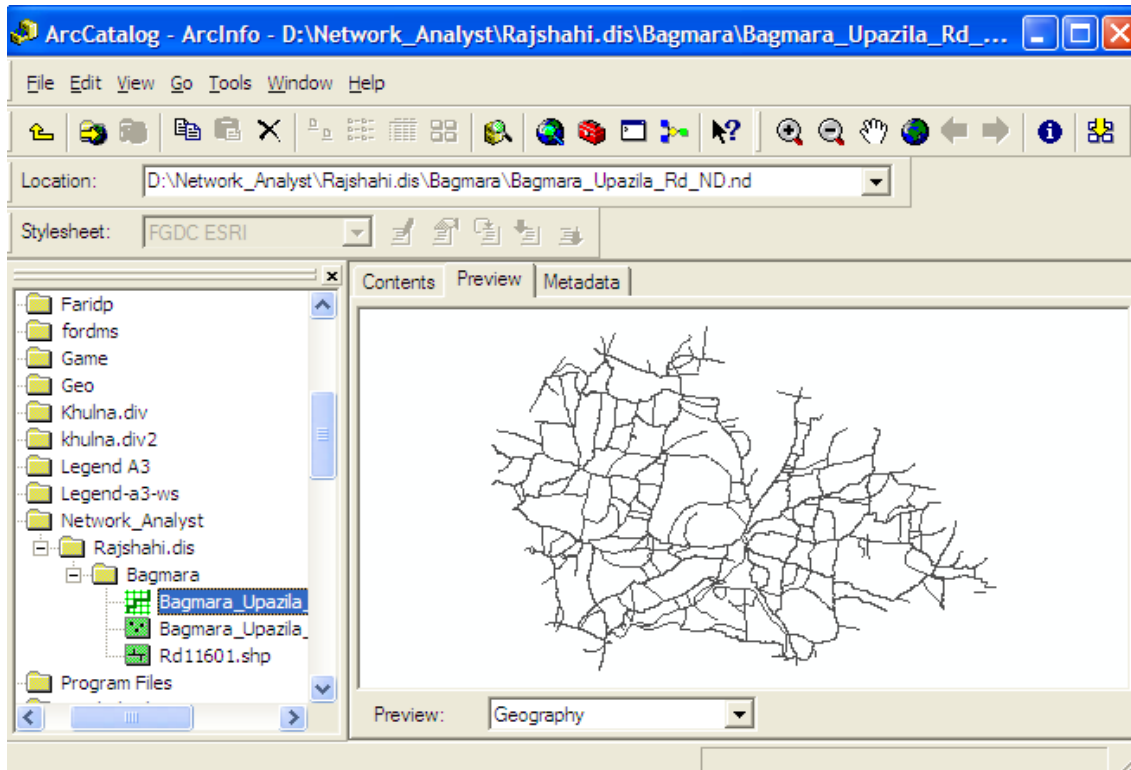 ArcCatalog - ArcInfo - D:\Network_Analyst\Rajshahi.dis\Bagmara\Bagmara_Upazila_Rd_...
File Edit View Go Tools Window Help
Location: D:\Network_Analyst\Rajshahi.dis\Bagmara\Bagmara_Upazila_Rd_ND.nd
Stylesheet: FGDC ESRI
Contents Preview Metadata
Faridp
fordms
Game
Geo
Khulna.div
khulna.div2
Legend A3
Legend-a3-ws
Network_Analyst
Rajshahi.dis
Bagmara
Bagmara_Upazila_
Bagmara_Upazila_
Rd11601.shp
Program Files
Preview: Geography